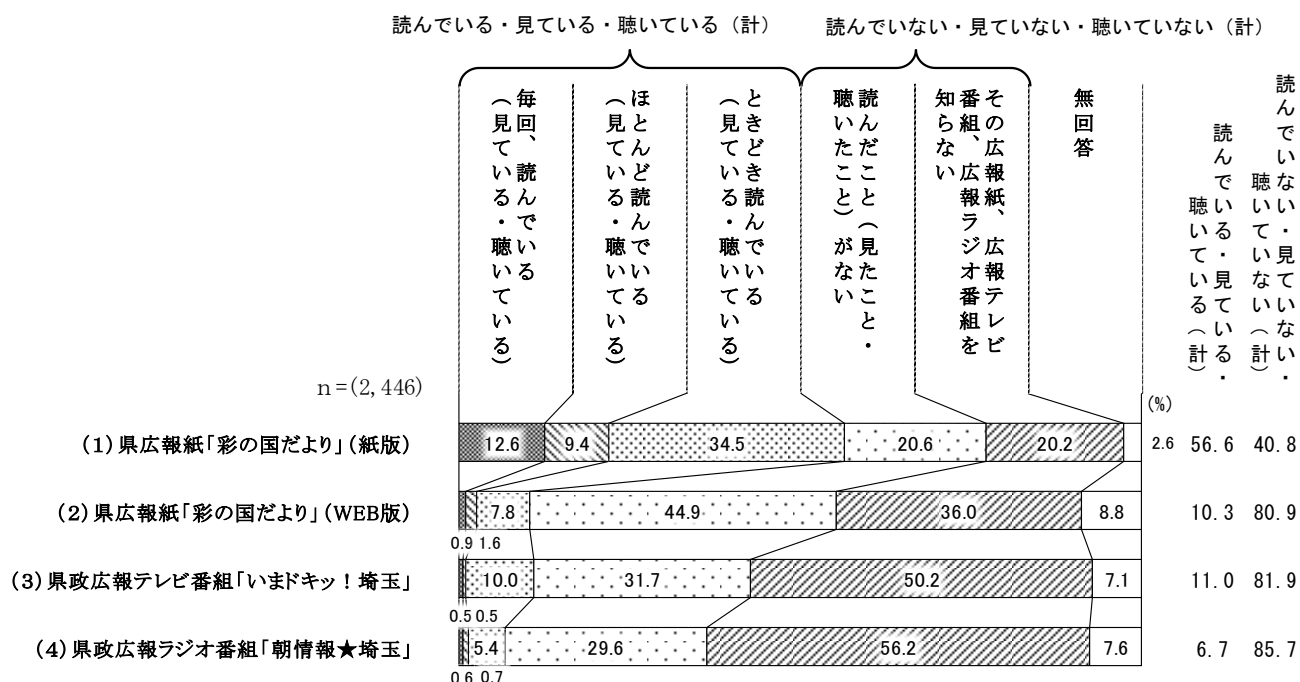 読んでいる・見ている・聴いている（計）
読んでいない・見ていない・聴いていない（計）
毎回、読んでいる
（見ている・聴いている）
ほとんど読んでいる
（見ている・聴いている）
ときどき読んでいる
（見ている・聴いている）
読んだこと（見たこと・
聴いたこと）がない
その広報紙、広報テレビ
番組、広報ラジオ番組を
知らない
無回答
読んでいる・見ている・
聴いている（計）
読んでいない・見ていない・
聴いていない（計）
n=(2,446)
(%)
(1)県広報紙「彩の国だより」(紙版) 12.6 9.4 34.5 20.6 20.2 2.6 56.6 40.8
(2)県広報紙「彩の国だより」(WEB版) 7.8 44.9 36.0 8.8 10.3 80.9
0.9 1.6
(3)県政広報テレビ番組「いまドキッ！埼玉」 10.0 31.7 50.2 7.1 11.0 81.9
0.5 0.5
(4)県政広報ラジオ番組「朝情報★埼玉」 5.4 29.6 56.2 7.6 6.7 85.7
0.6 0.7